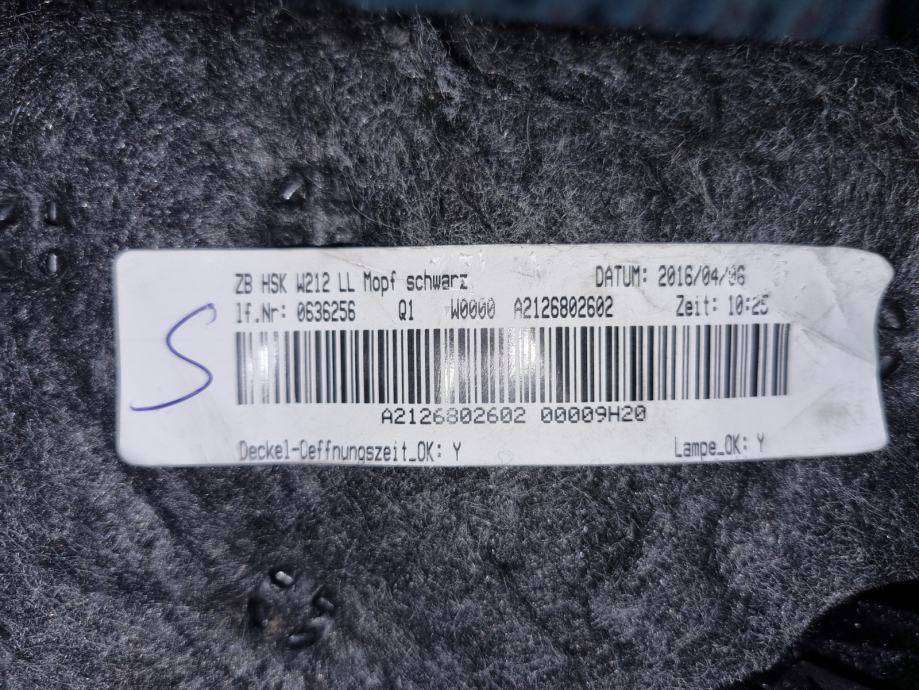 ZB HSK W212 LL Mopf schwarz DATUM: 2016/04/06
lf.Nr: 0636256 Q1 W0000 A2126802602 Zeit: 10:25
S
A2126802602 00009H20
Deckel-Oeffnungszeit_OK: Y Lampe_OK: Y